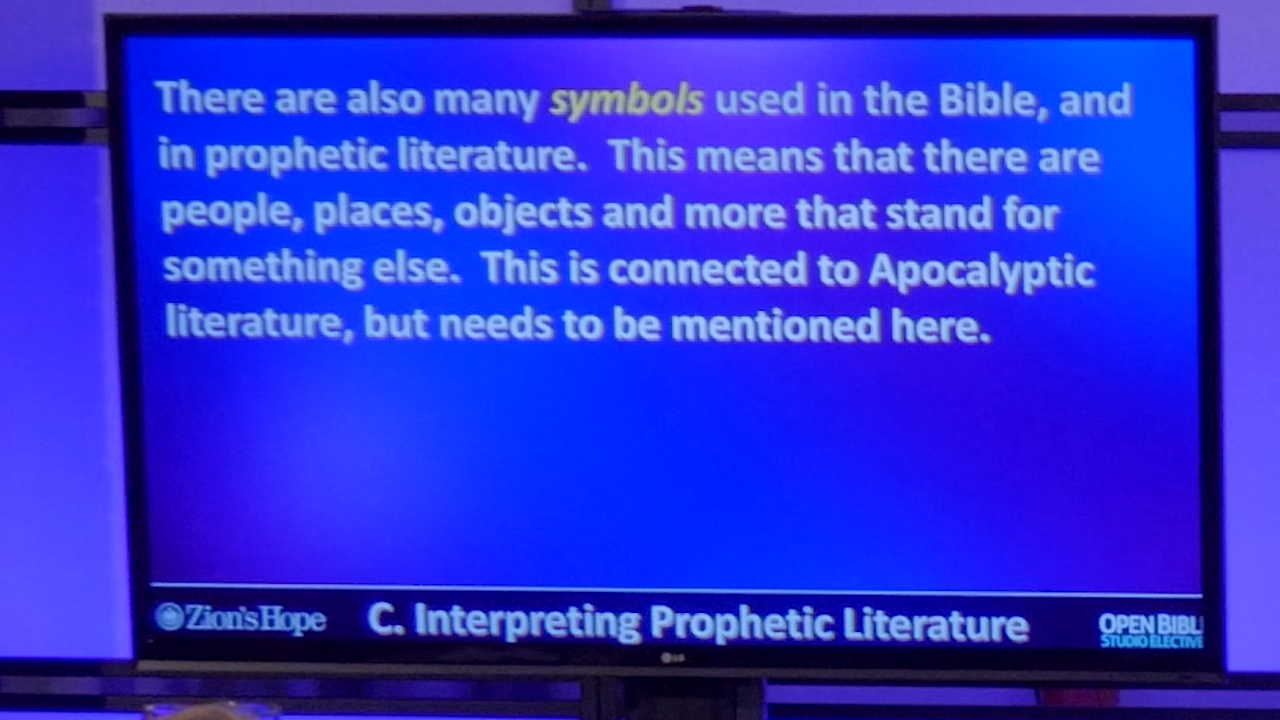 There are also many symbols used in the Bible, and
in prophetic literature. This means that there are
people, places, objects and more that stand for
something else. This is connected to Apocalyptic
literature, but needs to be mentioned here.
Zion's Hope
C. Interpreting Prophetic Literature
OPEN BIBL
STUDIO ELECTIVE
LG